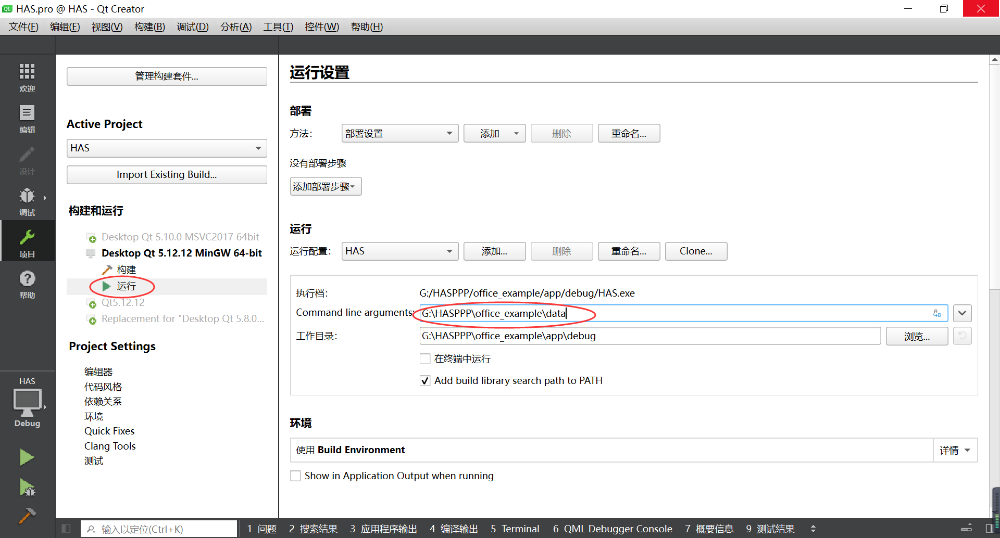 HAS.pro @ HAS - Qt Creator
文件(F) 编辑(E) 视图(V) 构建(B) 调试(D) 分析(A) 工具(T) 控件(W) 帮助(H)
欢迎
编辑
设计
调试
项目
帮助
HAS
Debug
管理构建套件...
Active Project
HAS
Import Existing Build...
构建和运行
Desktop Qt 5.10.0 MSVC2017 64bit
Desktop Qt 5.12.12 MinGW 64-bit
构建
运行
Qt5.12.12
Replacement for "Desktop Qt 5.8.0...
Project Settings
编辑器
代码风格
依赖关系
环境
Quick Fixes
Clang Tools
测试
运行设置
部署
方法: 部署设置 添加 删除 重命名...
没有部署步骤
添加部署步骤
运行
运行配置: HAS 添加... 删除 重命名... Clone...
执行档: G:/HASPPP/office_example/app/debug/HAS.exe
Command line arguments: G:\HASPPP\office_example\data
工作目录: G:\HASPPP\office_example\app\debug 浏览...
在终端中运行
Add build library search path to PATH
环境
使用 Build Environment 详情
Show in Application Output when running
输入以定位(Ctrl+K) 1 问题 2 搜索结果 3 应用程序输出 4 编译输出 5 Terminal 6 QML Debugger Console 7 概要信息 9 测试结果